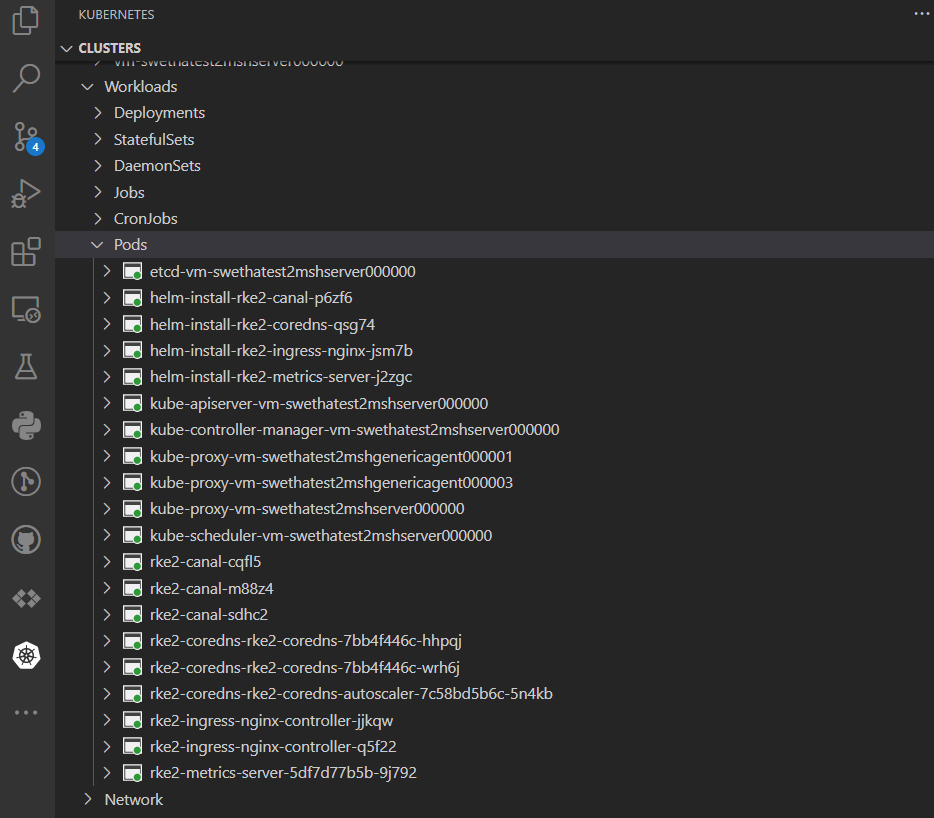 KUBERNETES
CLUSTERS
vm-swethatest2mshserver000000
Workloads
Deployments
StatefulSets
DaemonSets
Jobs
CronJobs
Pods
etcd-vm-swethatest2mshserver000000
helm-install-rke2-canal-p6zf6
helm-install-rke2-coredns-qsg74
helm-install-rke2-ingress-nginx-jsm7b
helm-install-rke2-metrics-server-j2zgc
kube-apiserver-vm-swethatest2mshserver000000
kube-controller-manager-vm-swethatest2mshserver000000
kube-proxy-vm-swethatest2mshgenericagent000001
kube-proxy-vm-swethatest2mshgenericagent000003
kube-proxy-vm-swethatest2mshserver000000
kube-scheduler-vm-swethatest2mshserver000000
rke2-canal-cqfl5
rke2-canal-m88z4
rke2-canal-sdhc2
rke2-coredns-rke2-coredns-7bb4f446c-hhpqj
rke2-coredns-rke2-coredns-7bb4f446c-wrh6j
rke2-coredns-rke2-coredns-autoscaler-7c58bd5b6c-5n4kb
rke2-ingress-nginx-controller-jjkqw
rke2-ingress-nginx-controller-q5f22
rke2-metrics-server-5df7d77b5b-9j792
Network
4